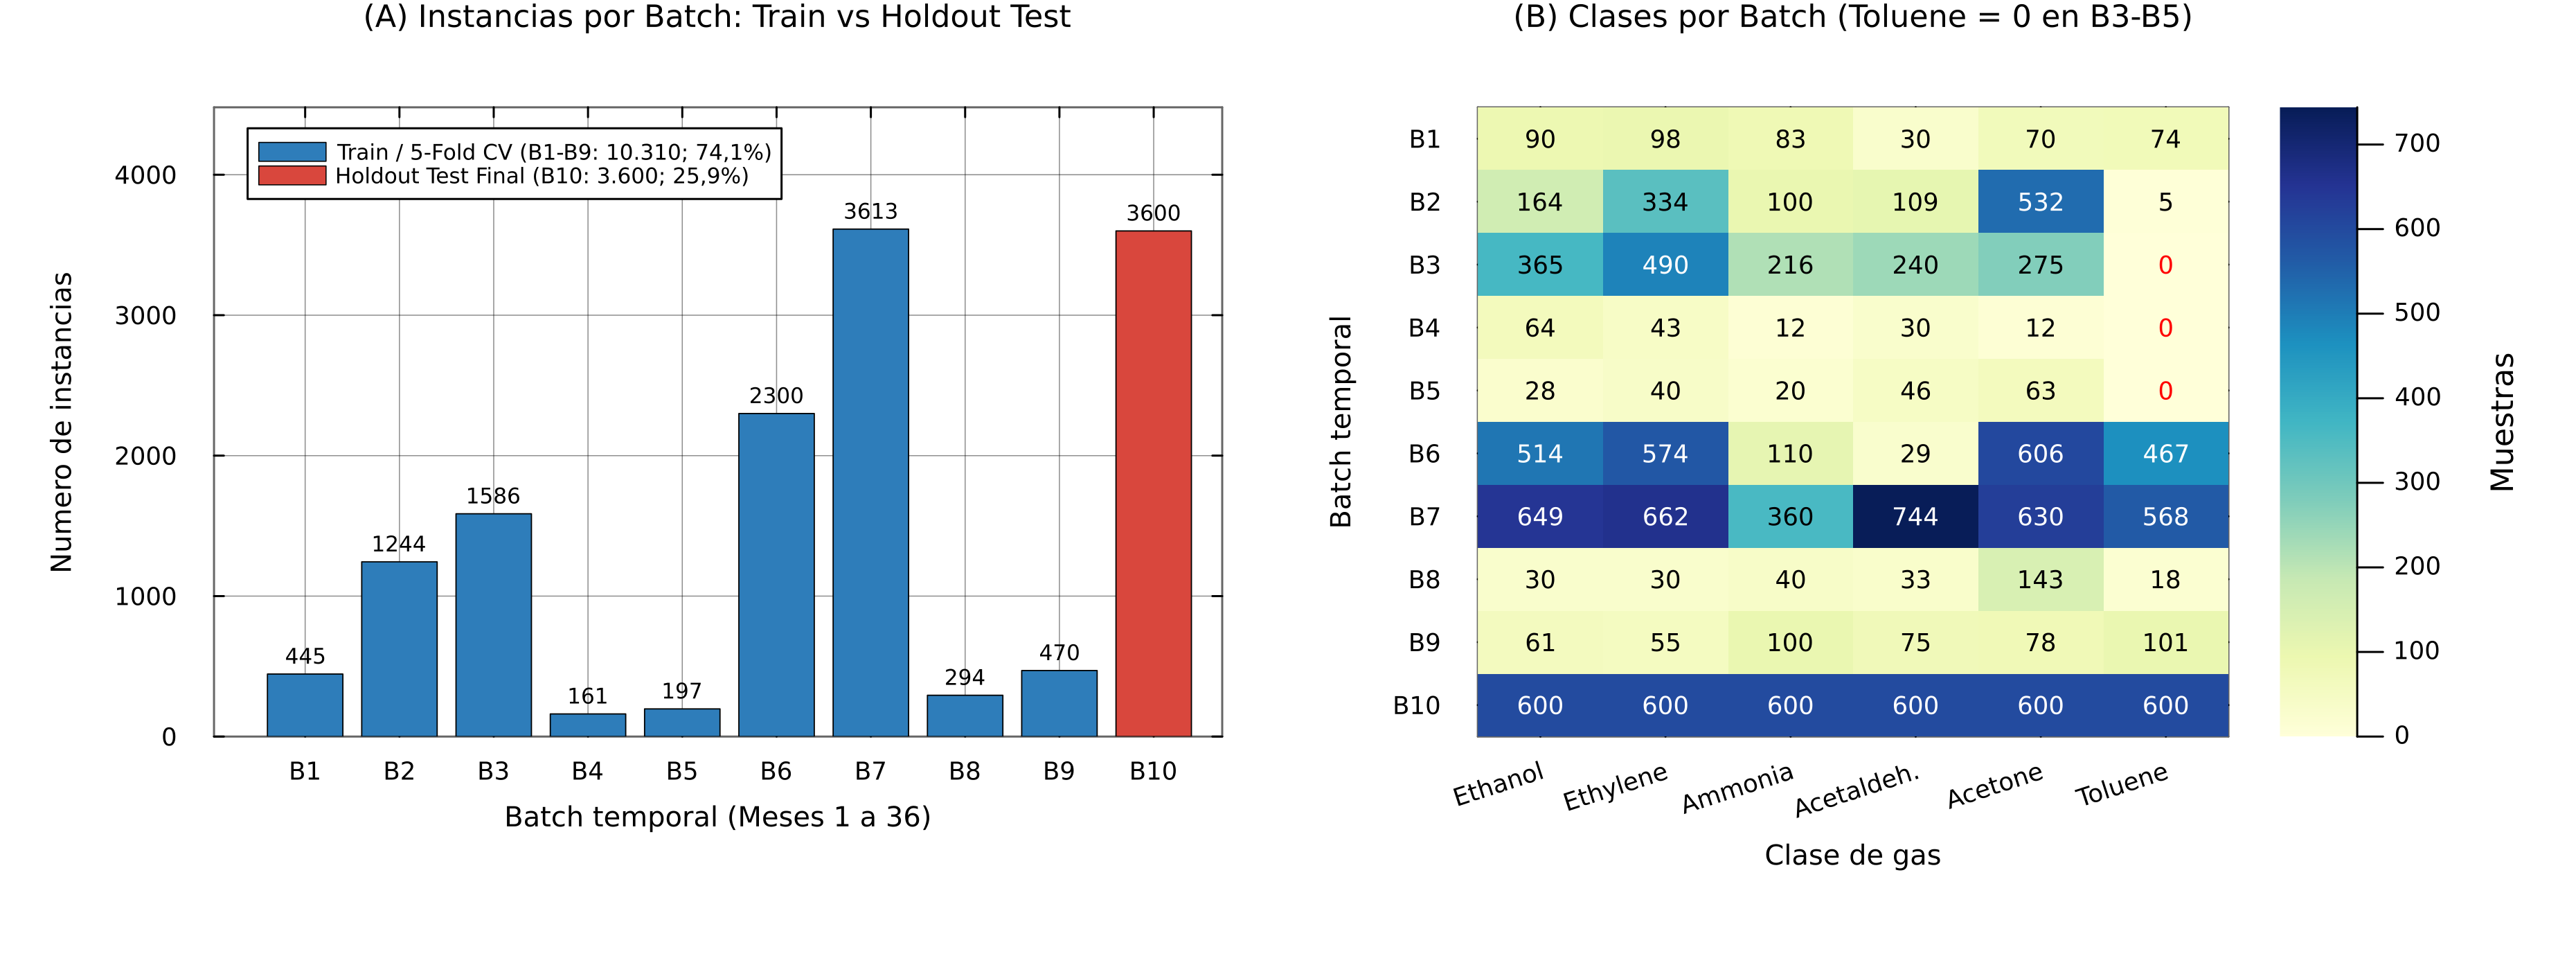 (A) Instancias por Batch: Train vs Holdout Test
Numero de instancias
4000
3000
2000
1000
0
Train / 5-Fold CV (B1-B9: 10.310; 74,1%)
Holdout Test Final (B10: 3.600; 25,9%)
445
1244
1586
161
197
2300
3613
294
470
3600
B1 B2 B3 B4 B5 B6 B7 B8 B9 B10
Batch temporal (Meses 1 a 36)
(B) Clases por Batch (Toluene = 0 en B3-B5)
Batch temporal
B1 90 98 83 30 70 74
B2 164 334 100 109 532 5
B3 365 490 216 240 275 0
B4 64 43 12 30 12 0
B5 28 40 20 46 63 0
B6 514 574 110 29 606 467
B7 649 662 360 744 630 568
B8 30 30 40 33 143 18
B9 61 55 100 75 78 101
B10 600 600 600 600 600 600
Ethanol Ethylene Ammonia Acetaldeh. Acetone Toluene
Clase de gas
700
600
500
400
300
200
100
0
Muestras